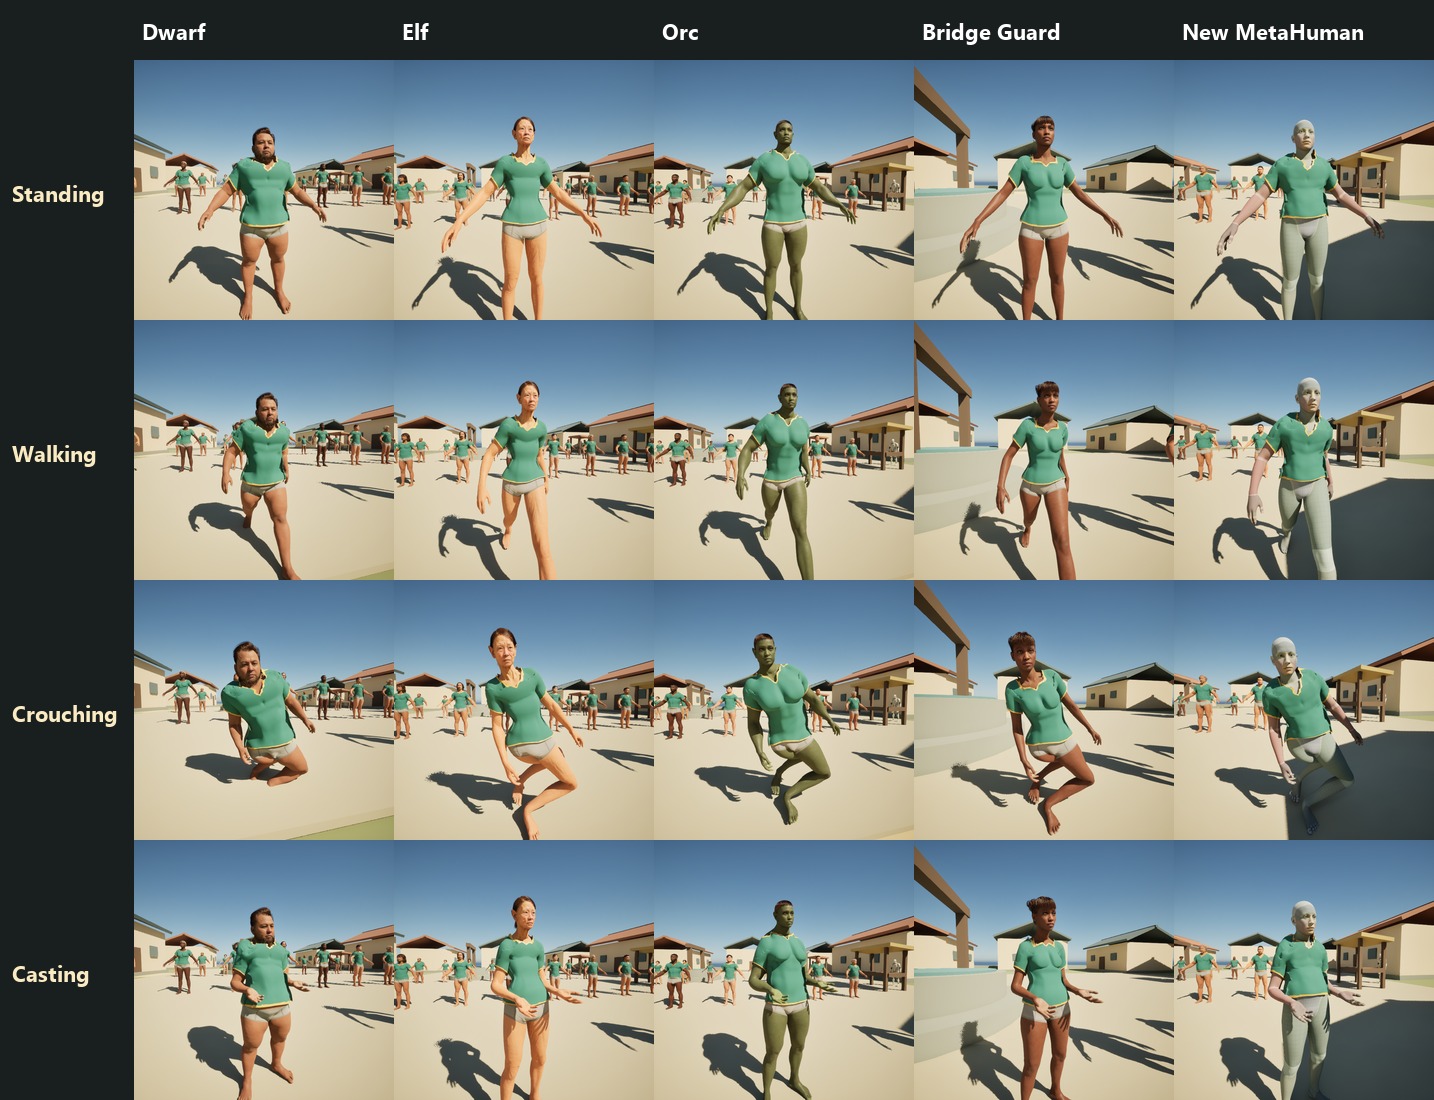 Dwarf Elf Orc Bridge Guard New MetaHuman
Standing
Walking
Crouching
Casting